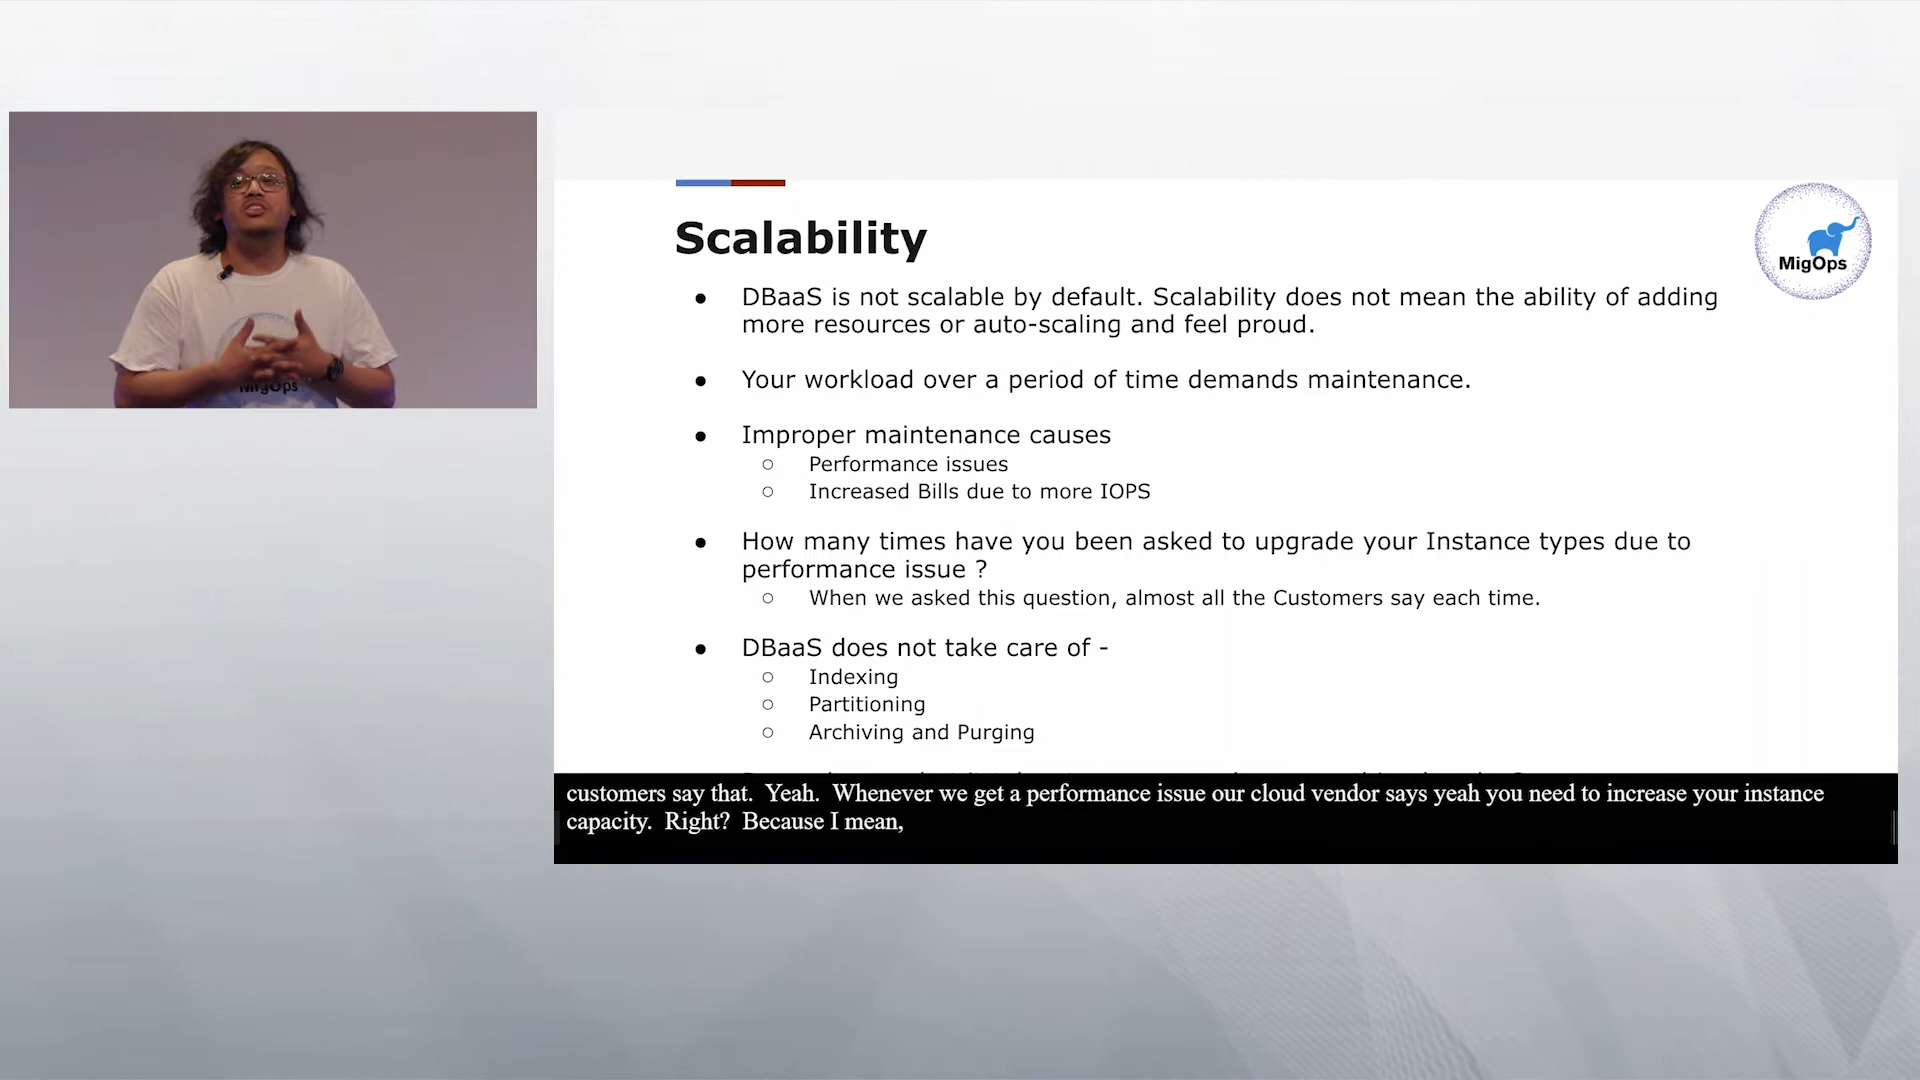 Scalability
MigOps
● DBaaS is not scalable by default. Scalability does not mean the ability of adding
more resources or auto-scaling and feel proud.
● Your workload over a period of time demands maintenance.
● Improper maintenance causes
○ Performance issues
○ Increased Bills due to more IOPS
● How many times have you been asked to upgrade your Instance types due to
performance issue ?
○ When we asked this question, almost all the Customers say each time.
● DBaaS does not take care of -
○ Indexing
○ Partitioning
○ Archiving and Purging
customers say that.  Yeah.  Whenever we get a performance issue our cloud vendor says yeah you need to increase your instance
capacity.  Right?  Because I mean,
MigOps